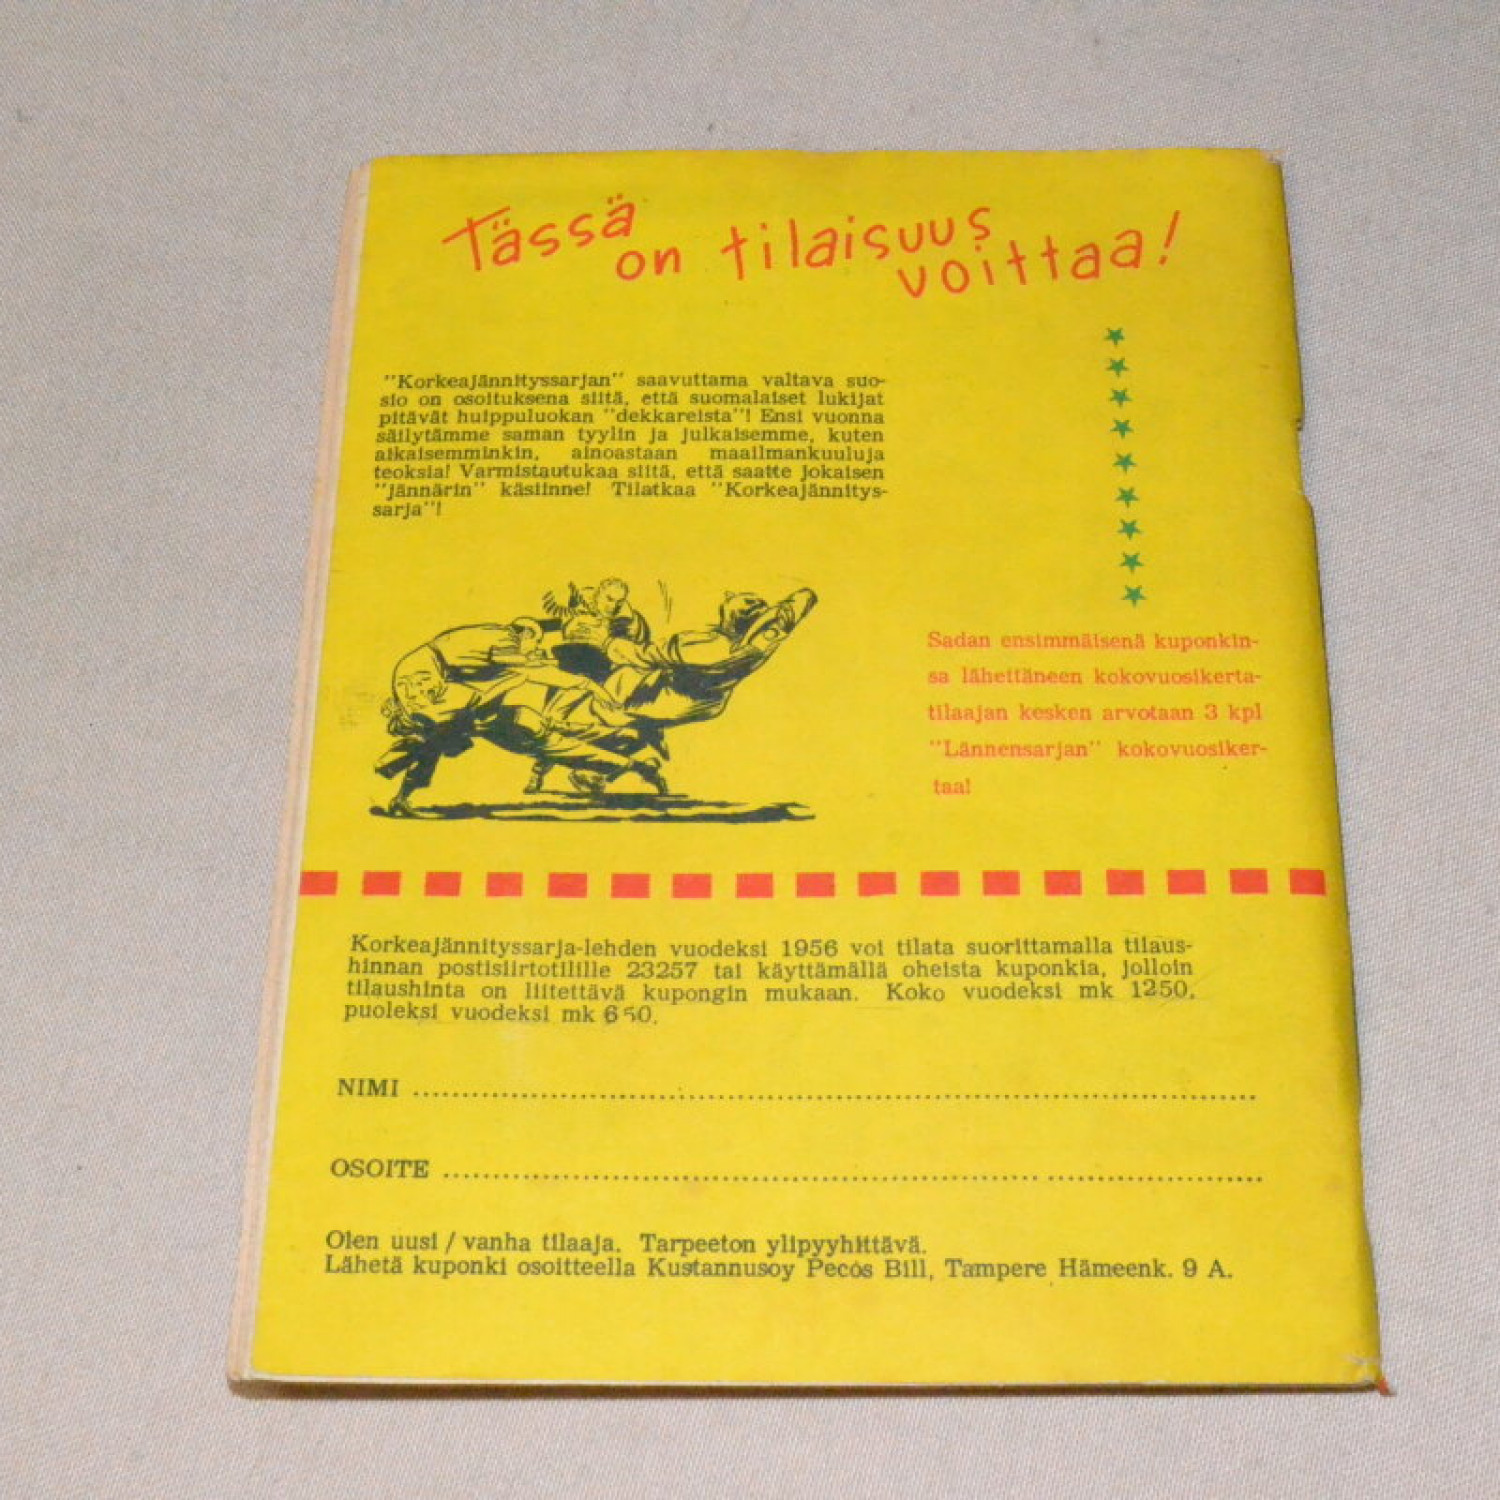 Tässä on tilaisuus voittaa!
"Korkeajännityssarjan" saavuttama valtava suo-
sio on osoituksena siitä, että suomalaiset lukijat
pitävät huippuluokan "dekkareista"! Ensi vuonna
säilytämme saman tyylin ja julkaisemme, kuten
aikaisemminkin, ainoastaan maailmankuuluja
teoksia! Varmistautukaa siitä, että saatte jokaisen
"jännärin" käsiinne! Tilatkaa "Korkeajännitys-
sarja"!
Sadan ensimmäisenä kuponkin-
sa lähettäneen kokovuosikerta-
tilaajan kesken arvotaan 3 kpl
"Lännensarjan" kokovuosiker-
taa!
Korkeajännityssarja-lehden vuodeksi 1956 voi tilata suorittamalla tilaus-
hinnan postisiirtotilille 23257 tai käyttämällä oheista kuponkia, jolloin
tilaushinta on liitettävä kupongin mukaan. Koko vuodeksi mk 1250,
puoleksi vuodeksi mk 650.
NIMI
OSOITE
Olen uusi / vanha tilaaja. Tarpeeton ylipyyhittävä.
Lähetä kuponki osoitteella Kustannusoy Pecos Bill, Tampere Hämeenk. 9 A.